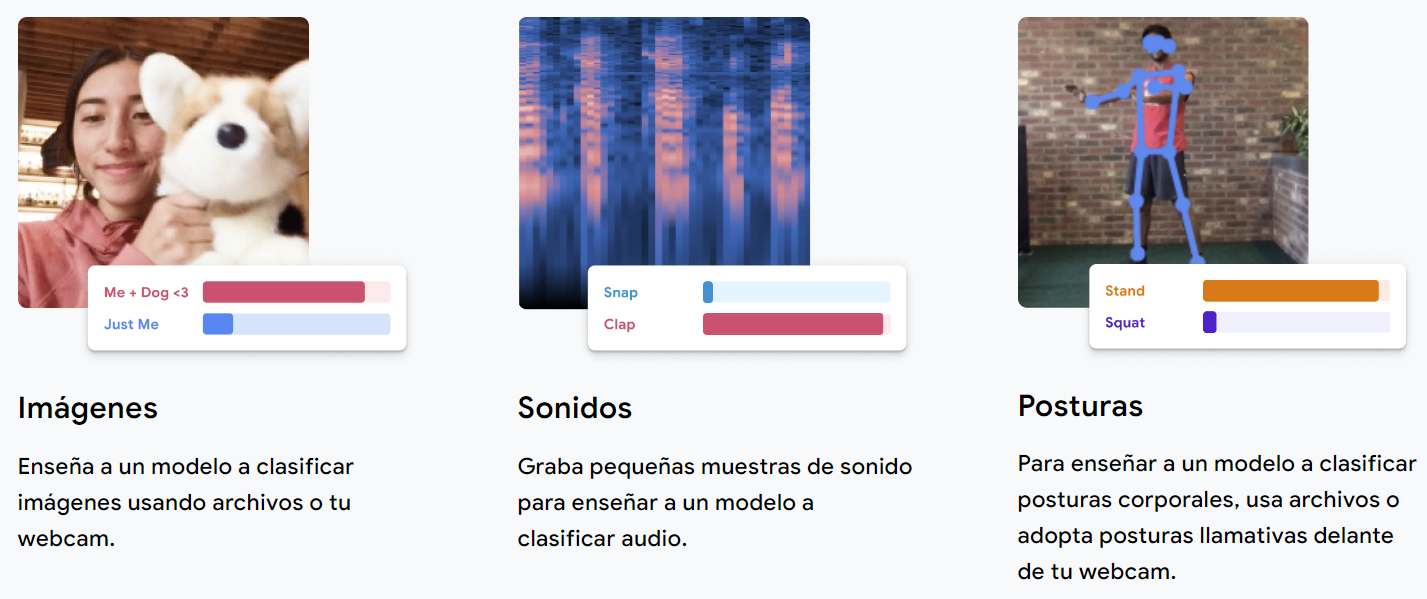 Me + Dog <3
Just Me
Imágenes
Enseña a un modelo a clasificar
imágenes usando archivos o tu
webcam.
Snap
Clap
Sonidos
Graba pequeñas muestras de sonido
para enseñar a un modelo a
clasificar audio.
Stand
Squat
Posturas
Para enseñar a un modelo a clasificar
posturas corporales, usa archivos o
adopta posturas llamativas delante
de tu webcam.